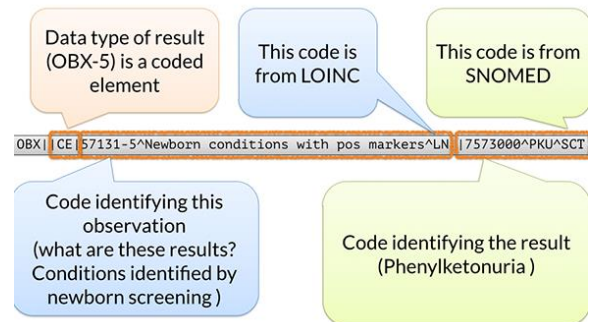 Data type of result
(OBX-5) is a coded
element
This code is
from LOINC
This code is from
SNOMED
OBX||CE|57131-5^Newborn conditions with pos markers^LN||7573000^PKU^SCT
Code identifying this
observation
(what are these results?
Conditions identified by
newborn screening )
Code identifying the result
(Phenylketonuria )